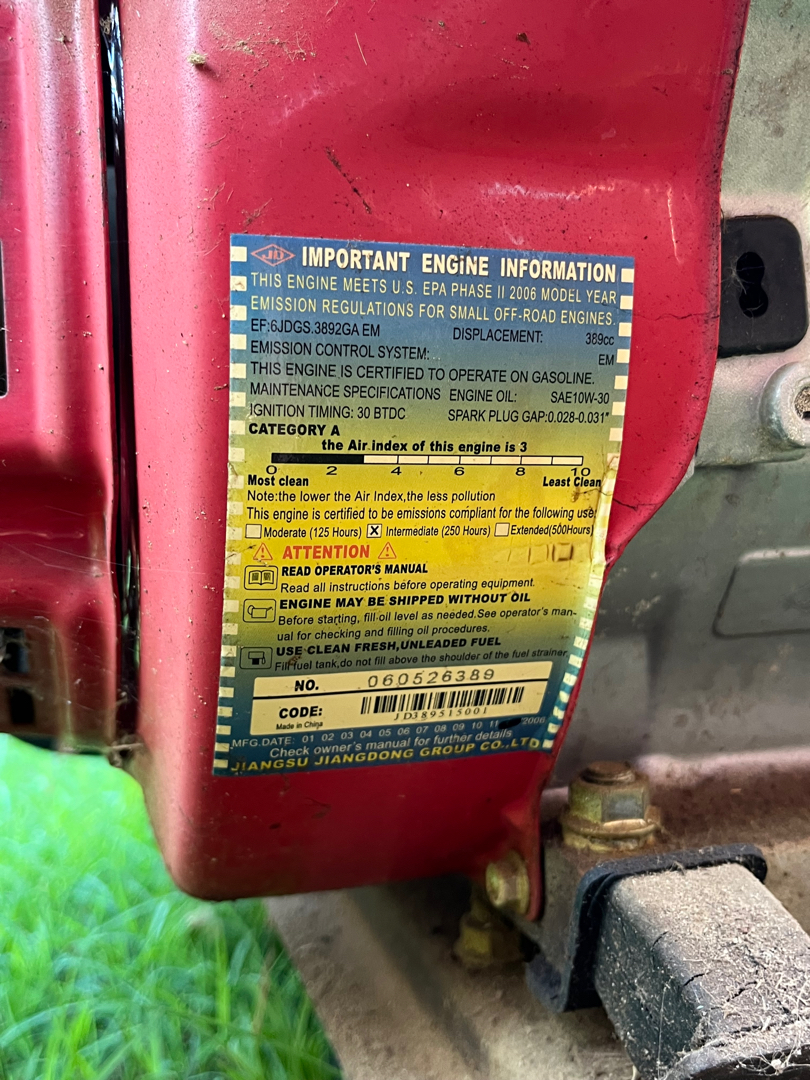 JD IMPORTANT ENGINE INFORMATION
THIS ENGINE MEETS U.S. EPA PHASE II 2006 MODEL YEAR
EMISSION REGULATIONS FOR SMALL OFF-ROAD ENGINES.
EF:6JDGS.3892GA EM DISPLACEMENT: 389cc
EMISSION CONTROL SYSTEM: EM
THIS ENGINE IS CERTIFIED TO OPERATE ON GASOLINE.
MAINTENANCE SPECIFICATIONS ENGINE OIL: SAE10W-30
IGNITION TIMING: 30 BTDC SPARK PLUG GAP:0.028-0.031"
CATEGORY A
the Air index of this engine is 3
0 2 4 6 8 10
Most clean Least Clean
Note:the lower the Air Index,the less pollution
This engine is certified to be emissions compliant for the following use:
Moderate (125 Hours) X Intermediate (250 Hours) Extended(500Hours)
ATTENTION
READ OPERATOR'S MANUAL
Read all instructions before operating equipment.
ENGINE MAY BE SHIPPED WITHOUT OIL
Before starting, fill oil level as needed.See operator's man-
ual for checking and filling oil procedures.
USE CLEAN FRESH,UNLEADED FUEL
Fill fuel tank,do not fill above the shoulder of the fuel strainer
NO. 060526389
CODE: JD389515001
Made in China
MFG.DATE: 01 02 03 04 05 06 07 08 09 10 11 2006
Check owner's manual for further details
JIANGSU JIANGDONG GROUP CO.,LTD